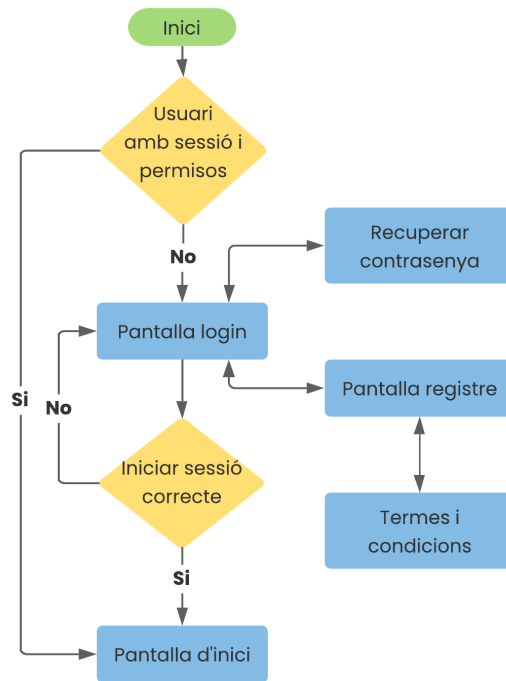 Inici
Usuari
amb sessió i
permisos
No
Recuperar
contrasenya
Pantalla login
Pantalla registre
Si
No
Iniciar sessió
correcte
Termes i
condicions
Si
Pantalla d'inici